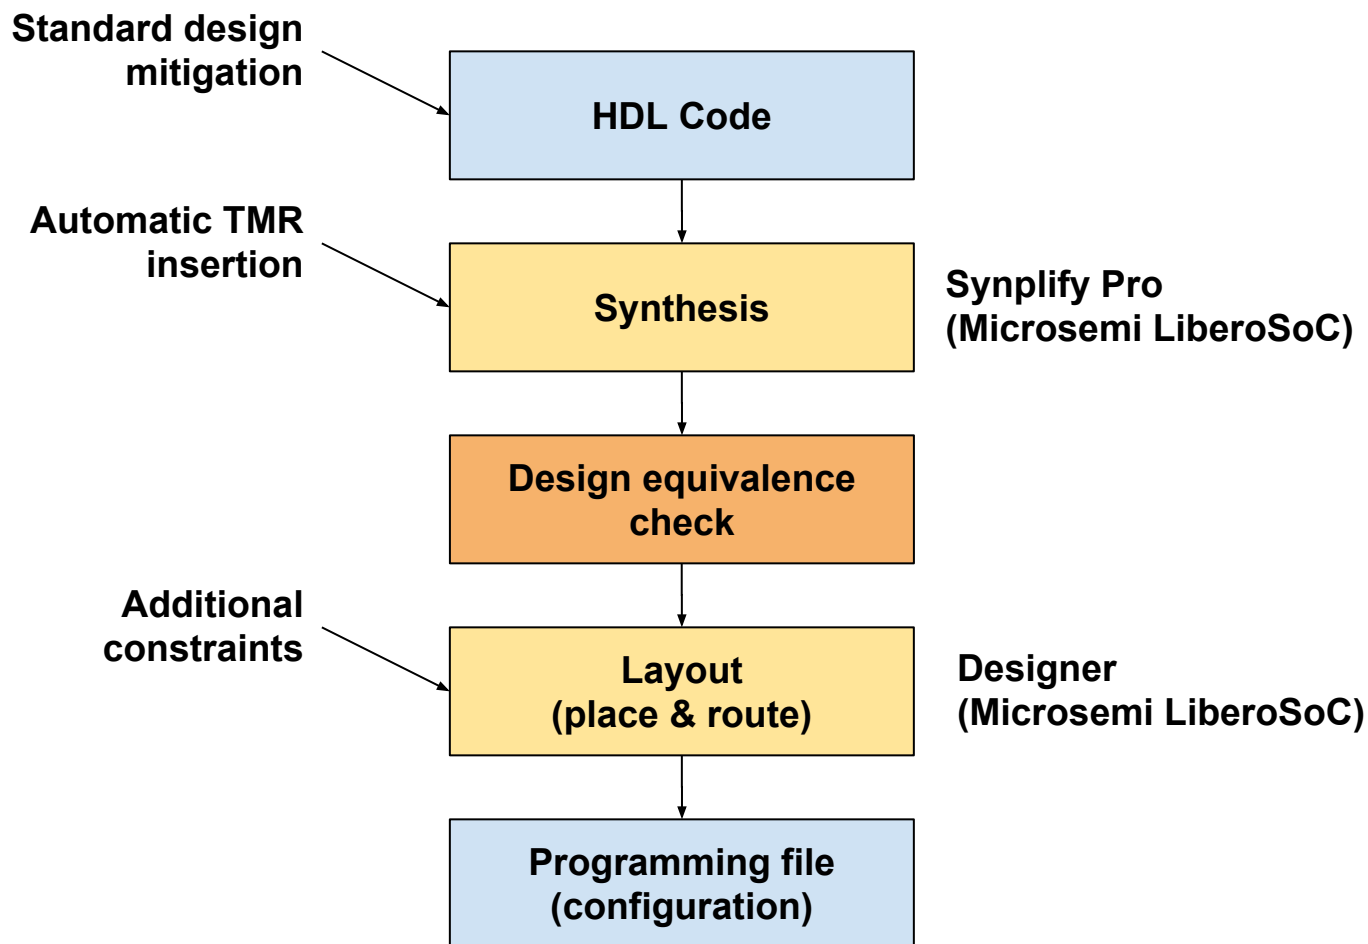 Standard design
mitigation
HDL Code
Automatic TMR
insertion
Synthesis
Synplify Pro
(Microsemi LiberoSoC)
Design equivalence
check
Additional
constraints
Layout
(place & route)
Designer
(Microsemi LiberoSoC)
Programming file
(configuration)